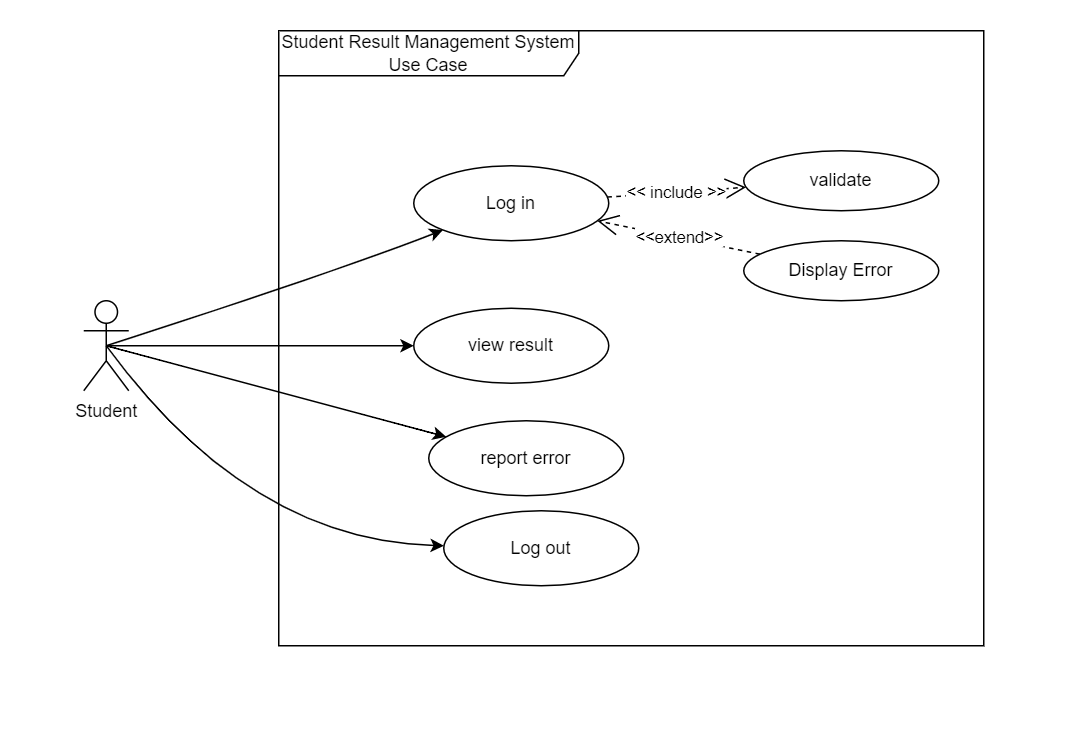 Student Result Management System
Use Case
Log in
<< include >>
validate
<<extend>>
Display Error
view result
Student
report error
Log out